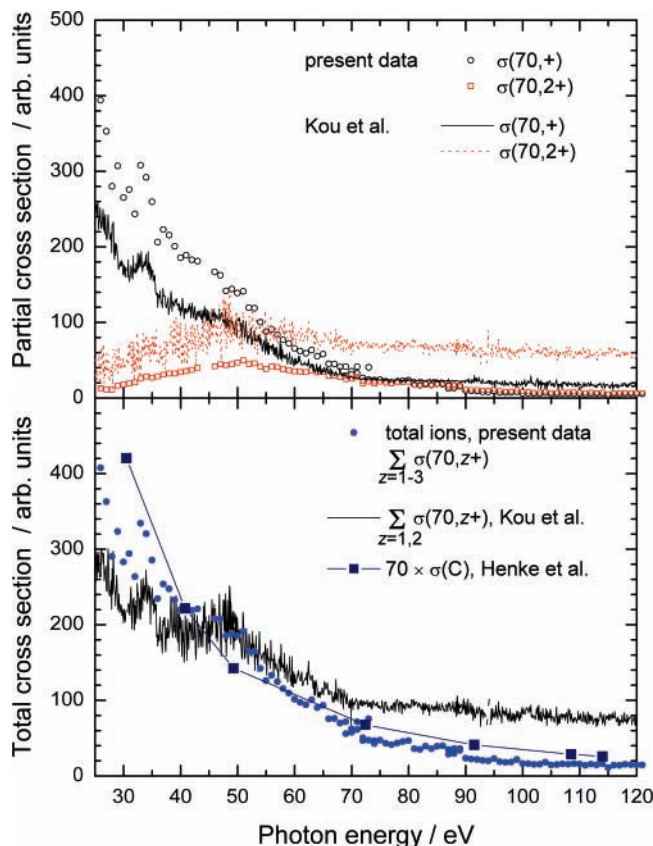 500
400
300
200
100
0
Partial cross section / arb. units
present data
σ(70,+)
σ(70,2+)
Kou et al.
σ(70,+)
σ(70,2+)
400
300
200
100
0
Total cross section / arb. units
total ions, present data
∑ σ(70,z+)
z=1-3
∑ σ(70,z+), Kou et al.
z=1,2
70 × σ(C), Henke et al.
30 40 50 60 70 80 90 100 110 120
Photon energy / eV